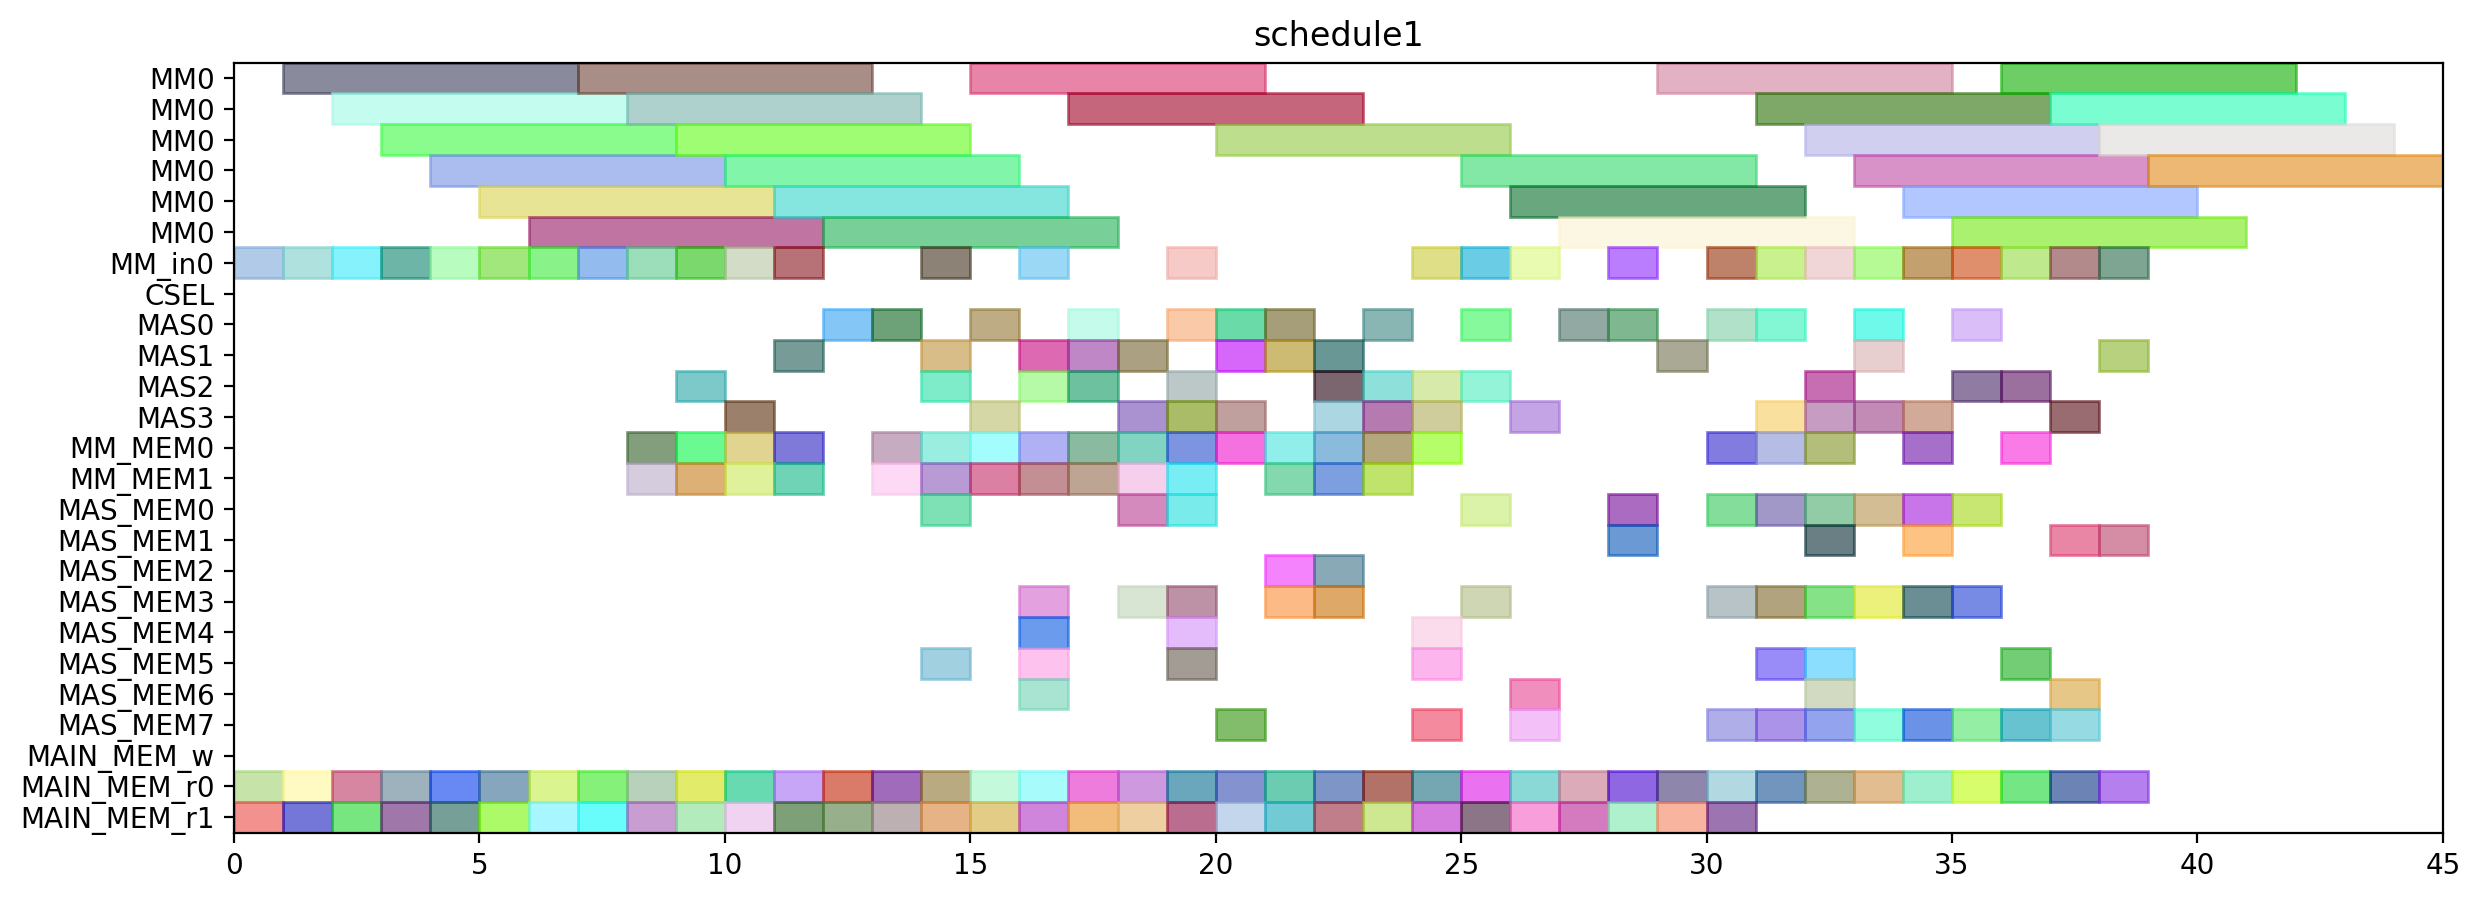 schedule1
MM0
MM0
MM0
MM0
MM0
MM0
MM_in0
CSEL
MAS0
MAS1
MAS2
MAS3
MM_MEM0
MM_MEM1
MAS_MEM0
MAS_MEM1
MAS_MEM2
MAS_MEM3
MAS_MEM4
MAS_MEM5
MAS_MEM6
MAS_MEM7
MAIN_MEM_w
MAIN_MEM_r0
MAIN_MEM_r1
0 5 10 15 20 25 30 35 40 45